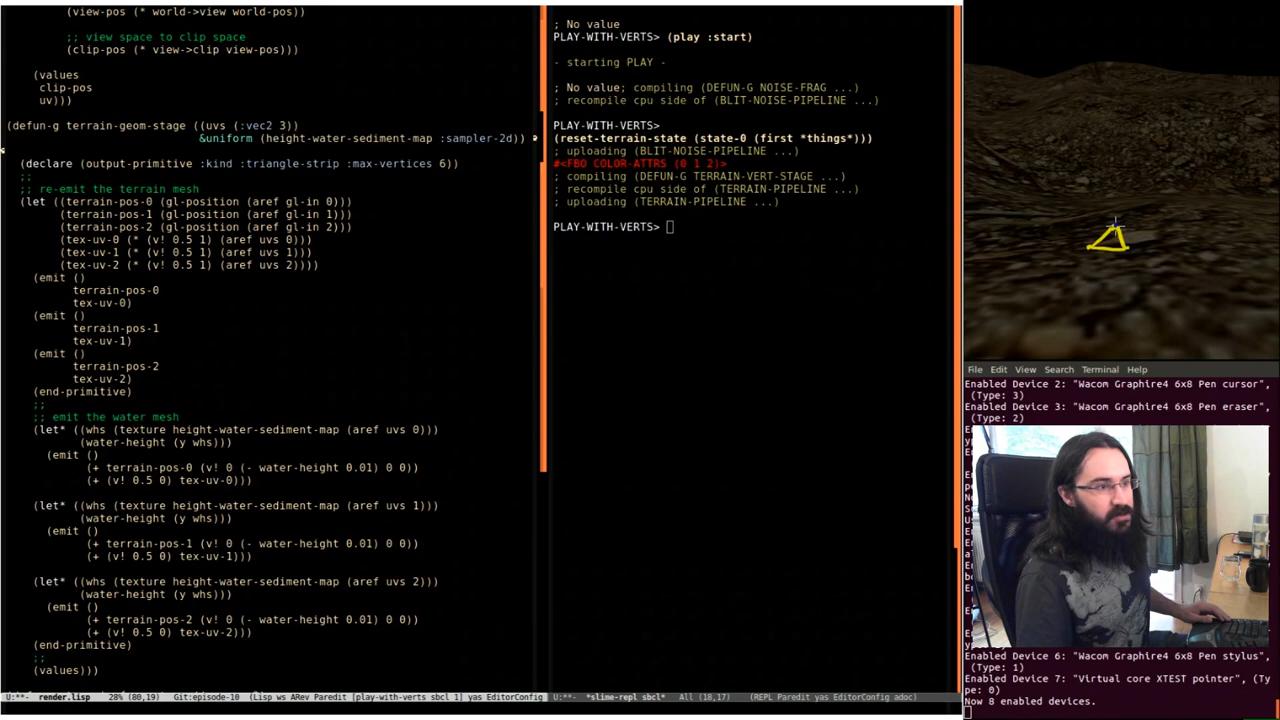 (view-pos (* world->view world-pos))
;; view space to clip space
(clip-pos (* view->clip view-pos)))
(values
clip-pos
uv)))
(defun-g terrain-geom-stage ((uvs (:vec2 3))
&uniform (height-water-sediment-map :sampler-2d))
(declare (output-primitive :kind :triangle-strip :max-vertices 6))
;;
;; re-emit the terrain mesh
(let ((terrain-pos-0 (gl-position (aref gl-in 0)))
(terrain-pos-1 (gl-position (aref gl-in 1)))
(terrain-pos-2 (gl-position (aref gl-in 2)))
(tex-uv-0 (* (v! 0.5 1) (aref uvs 0)))
(tex-uv-1 (* (v! 0.5 1) (aref uvs 1)))
(tex-uv-2 (* (v! 0.5 1) (aref uvs 2))))
(emit ()
terrain-pos-0
tex-uv-0)
(emit ()
terrain-pos-1
tex-uv-1)
(emit ()
terrain-pos-2
tex-uv-2)
(end-primitive)
;;
;; emit the water mesh
(let* ((whs (texture height-water-sediment-map (aref uvs 0)))
(water-height (y whs)))
(emit ()
(+ terrain-pos-0 (v! 0 (- water-height 0.01) 0 0))
(+ (v! 0.5 0) tex-uv-0)))
(let* ((whs (texture height-water-sediment-map (aref uvs 1)))
(water-height (y whs)))
(emit ()
(+ terrain-pos-1 (v! 0 (- water-height 0.01) 0 0))
(+ (v! 0.5 0) tex-uv-1)))
(let* ((whs (texture height-water-sediment-map (aref uvs 2)))
(water-height (y whs)))
(emit ()
(+ terrain-pos-2 (v! 0 (- water-height 0.01) 0 0))
(+ (v! 0.5 0) tex-uv-2)))
(end-primitive)
;;
(values)))
U:**- render.lisp 28% (80,19) Git:episode-10 (Lisp ws ARev Paredit [play-with-verts sbcl 1] yas EditorConfig
; No value
PLAY-WITH-VERTS> (play :start)
- starting PLAY -
; No value; compiling (DEFUN-G NOISE-FRAG ...)
; recompile cpu side of (BLIT-NOISE-PIPELINE ...)
PLAY-WITH-VERTS>
(reset-terrain-state (state-0 (first *things*)))
; uploading (BLIT-NOISE-PIPELINE ...)
#<FBO COLOR-ATTRS (0 1 2)>
; compiling (DEFUN-G TERRAIN-VERT-STAGE ...)
; recompile cpu side of (TERRAIN-PIPELINE ...)
; uploading (TERRAIN-PIPELINE ...)
PLAY-WITH-VERTS>
U:**- *slime-repl sbcl* All (18,17) (REPL Paredit yas EditorConfig adoc)
File Edit View Search Terminal Help
Enabled Device 2: "Wacom Graphire4 6x8 Pen cursor",
(Type: 3)
Enabled Device 3: "Wacom Graphire4 6x8 Pen eraser",
(Type: 2)
Enabled Device 6: "Wacom Graphire4 6x8 Pen stylus",
(Type: 1)
Enabled Device 7: "Virtual core XTEST pointer", (Ty
pe: 0)
Now 8 enabled devices.